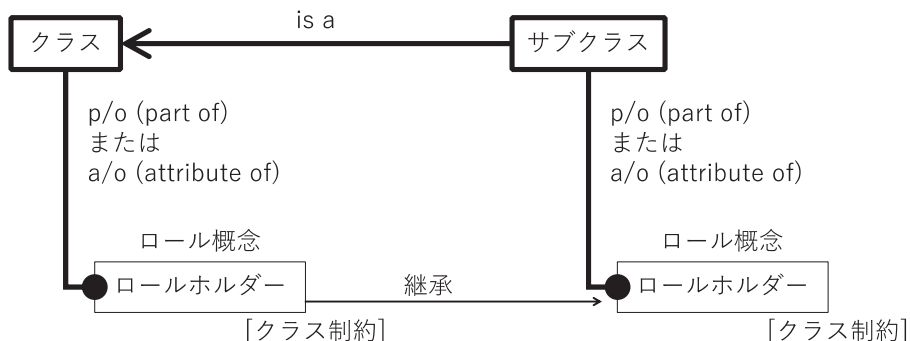 is a
クラス
サブクラス
p/o (part of)
または
a/o (attribute of)
p/o (part of)
または
a/o (attribute of)
ロール概念
ロールホルダー
[クラス制約]
継承
ロール概念
ロールホルダー
[クラス制約]